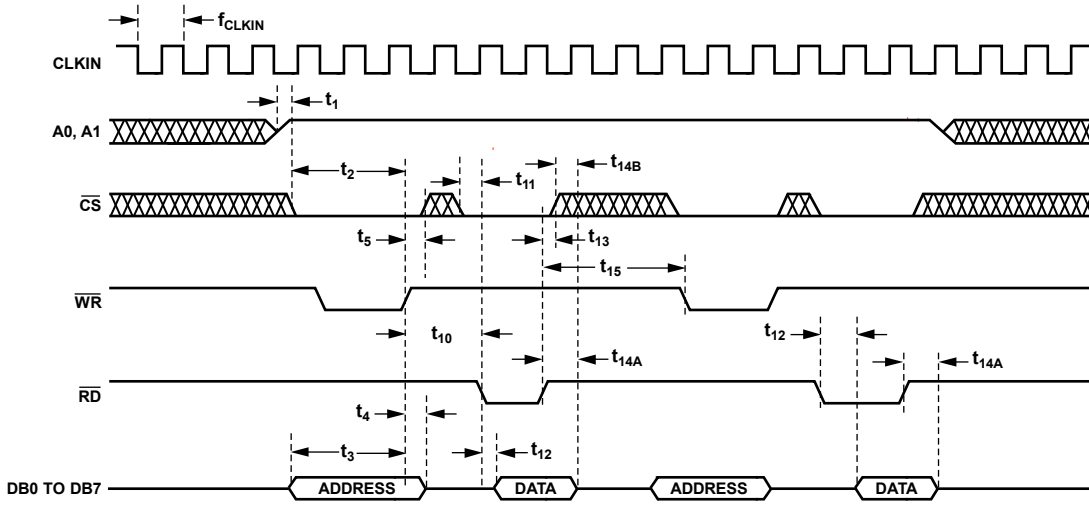 fCLKIN
CLKIN
t1
A0, A1
t2
t11
t14B
CS
t5
t13
t15
WR
t10
t12
t14A
t14A
RD
t4
t3
t12
DB0 TO DB7
ADDRESS
DATA
ADDRESS
DATA